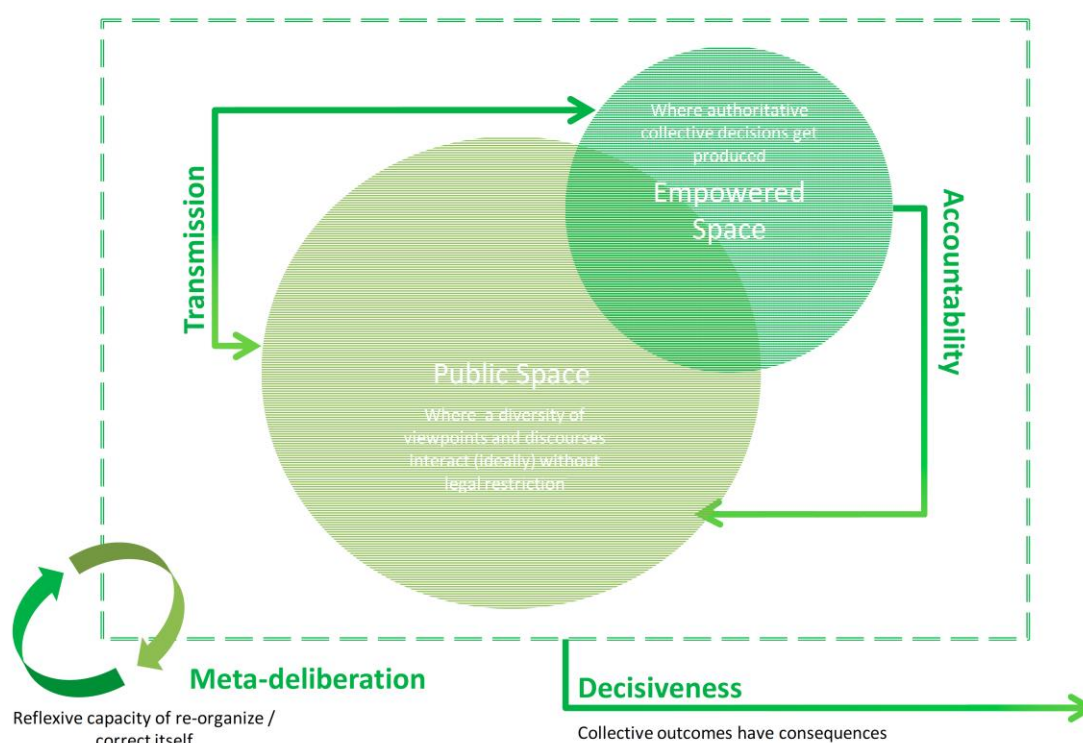 Where authoritative
collective decisions get
produced
Empowered
Space
Transmission
Accountability
Public Space
Where a diversity of
viewpoints and discourses
interact (ideally) without
legal restriction
Meta-deliberation
Reflexive capacity of re-organize /
correct itself
Decisiveness
Collective outcomes have consequences